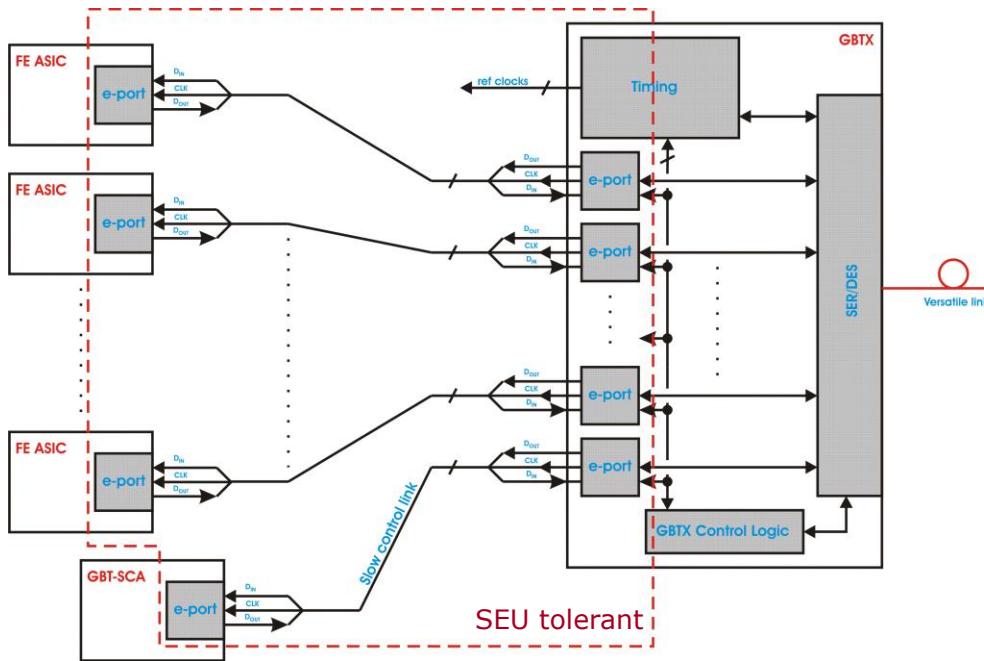 FE ASIC
e-port
DIN
CLK
DOUT
FE ASIC
e-port
DIN
CLK
DOUT
FE ASIC
e-port
DIN
CLK
DOUT
GBT-SCA
e-port
DIN
CLK
DOUT
Slow control link
SEU tolerant
ref clocks
GBTX
Timing
DOUT
CLK
DIN
e-port
DOUT
CLK
DIN
e-port
DOUT
CLK
DIN
e-port
DOUT
CLK
DIN
e-port
GBTX Control Logic
SER/DES
Versatile link